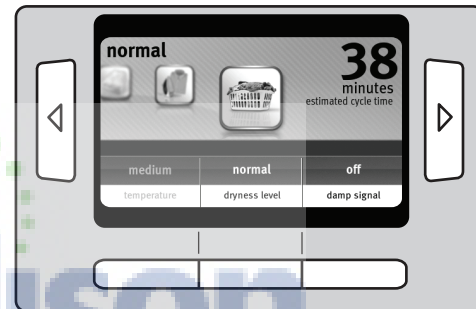 normal
38
minutes
estimated cycle time
medium normal off
temperature dryness level damp signal